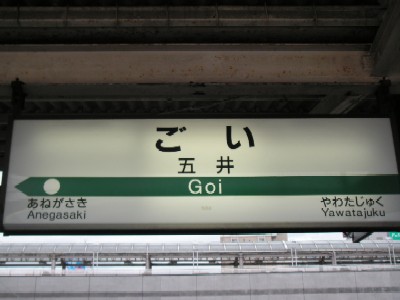 ごい
五井
Goi
あねがさき
Anegasaki
やわたじゅく
Yawatajuku